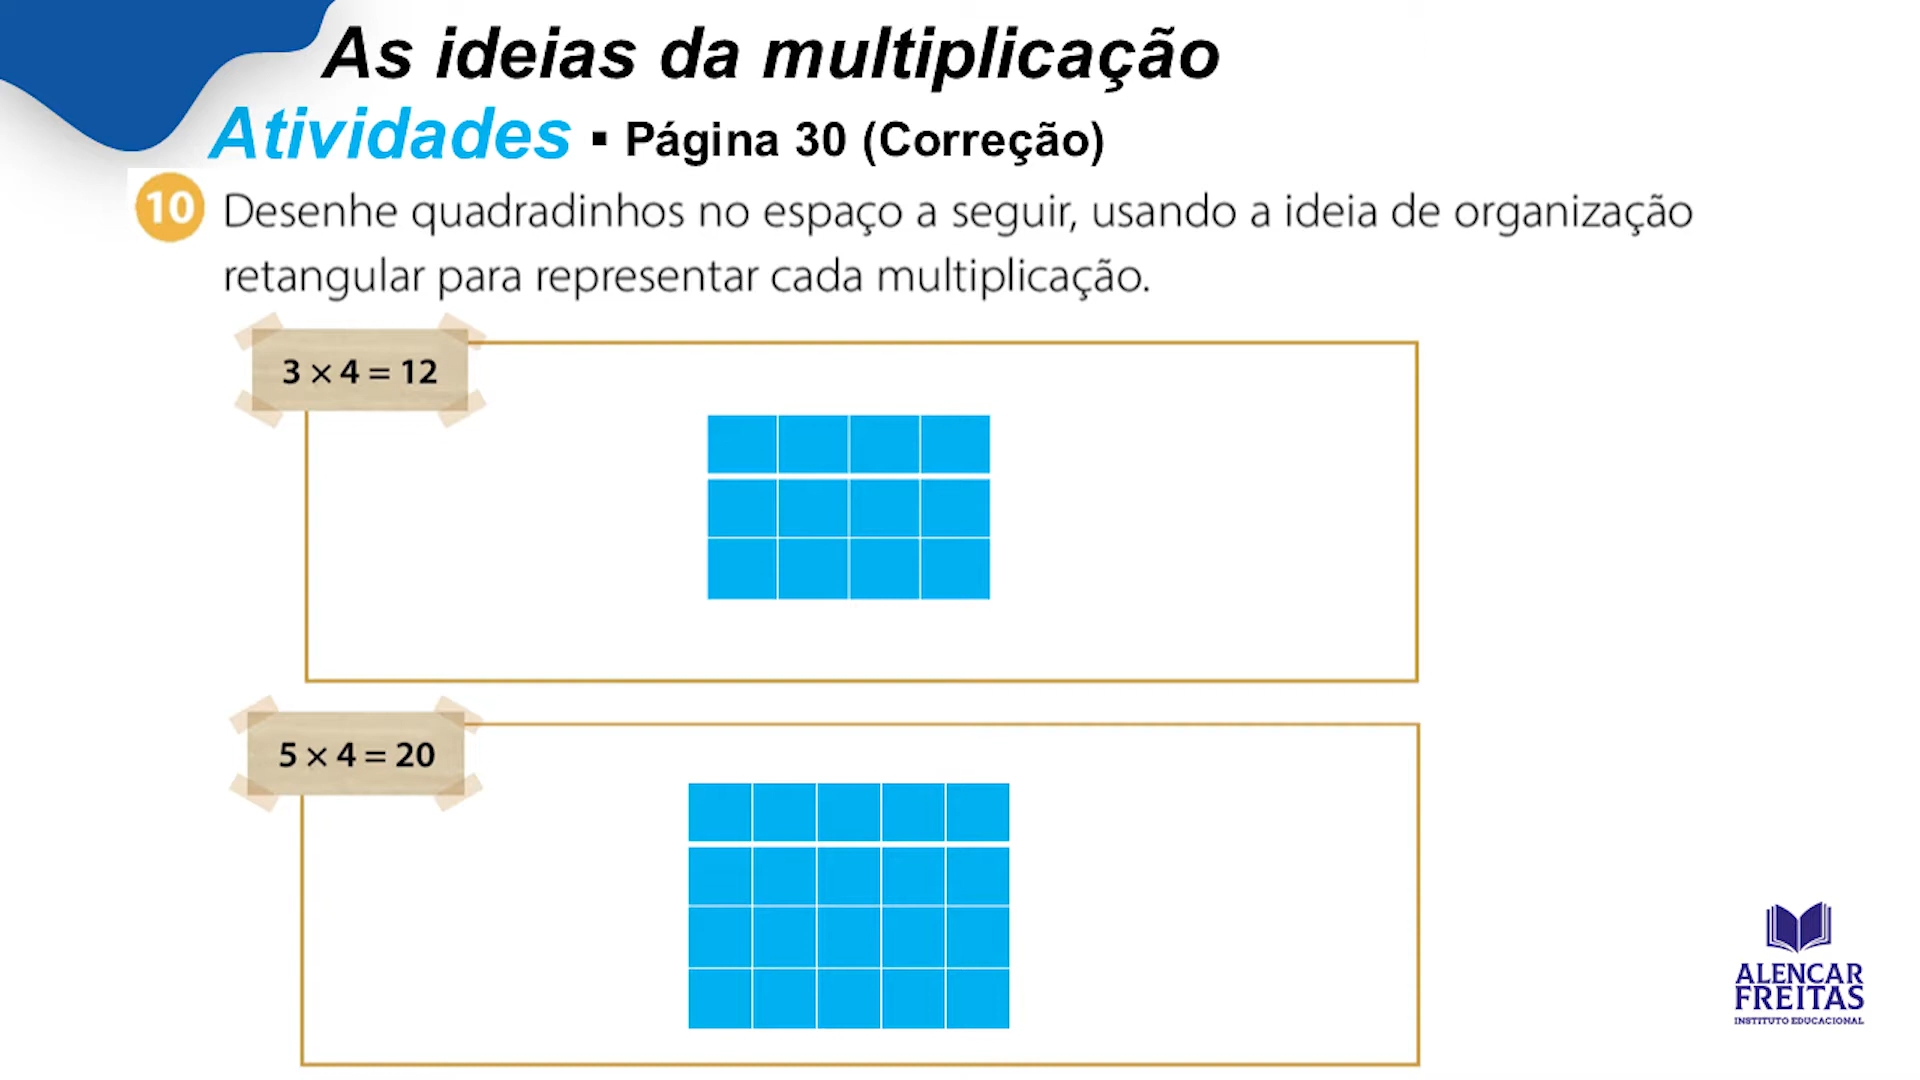 As ideias da multiplicação
Atividades ▪ Página 30 (Correção)
10 Desenhe quadradinhos no espaço a seguir, usando a ideia de organização
retangular para representar cada multiplicação.
3 × 4 = 12
5 × 4 = 20
ALENCAR
FREITAS
INSTITUTO EDUCACIONAL